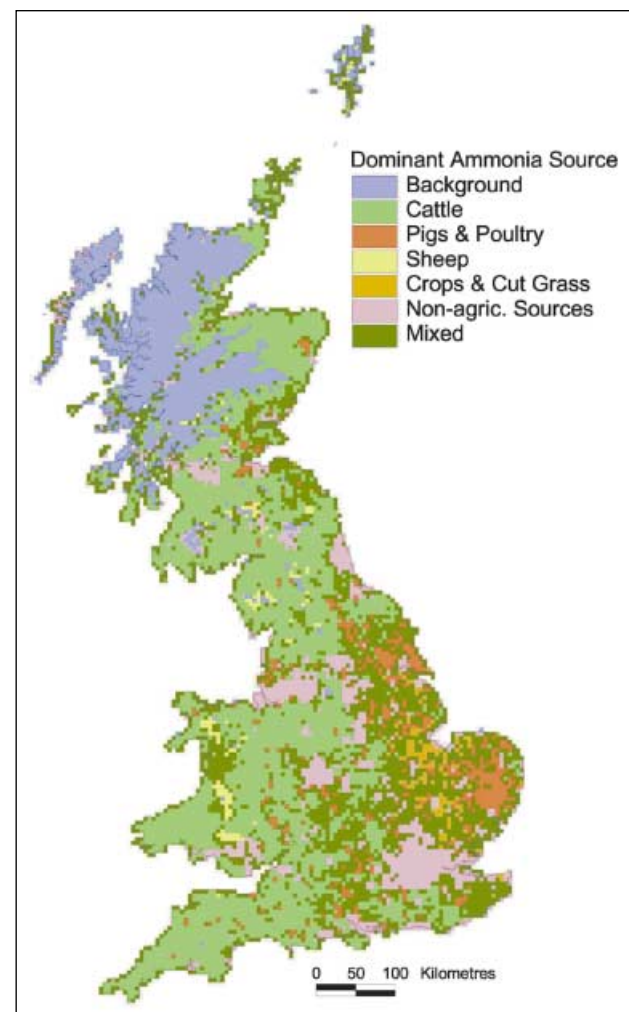 Dominant Ammonia Source
Background
Cattle
Pigs & Poultry
Sheep
Crops & Cut Grass
Non-agric. Sources
Mixed
0 50 100 Kilometres